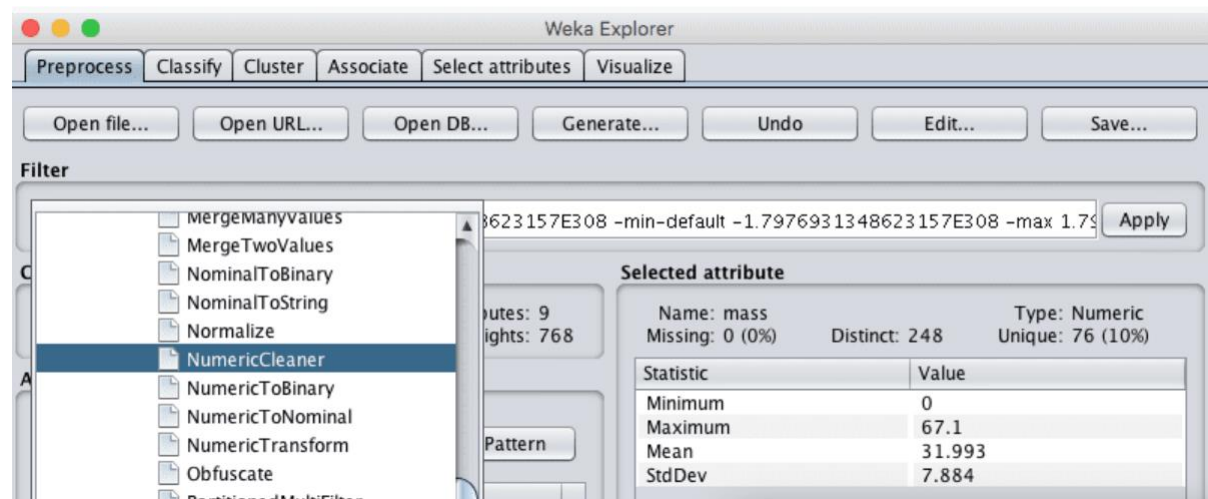 Weka Explorer
Preprocess Classify Cluster Associate Select attributes Visualize
Open file... Open URL... Open DB... Generate... Undo Edit... Save...
Filter
8623157E308 -min-default -1.7976931348623157E308 -max 1.79 Apply
MergeManyValues
MergeTwoValues
NominalToBinary
NominalToString
Normalize
NumericCleaner
NumericToBinary
NumericToNominal
NumericTransform
Obfuscate
PartitionedMultiFilter
C
butes: 9
ights: 768
A
Pattern
Selected attribute
Name: mass Type: Numeric
Missing: 0 (0%) Distinct: 248 Unique: 76 (10%)
Statistic Value
Minimum 0
Maximum 67.1
Mean 31.993
StdDev 7.884